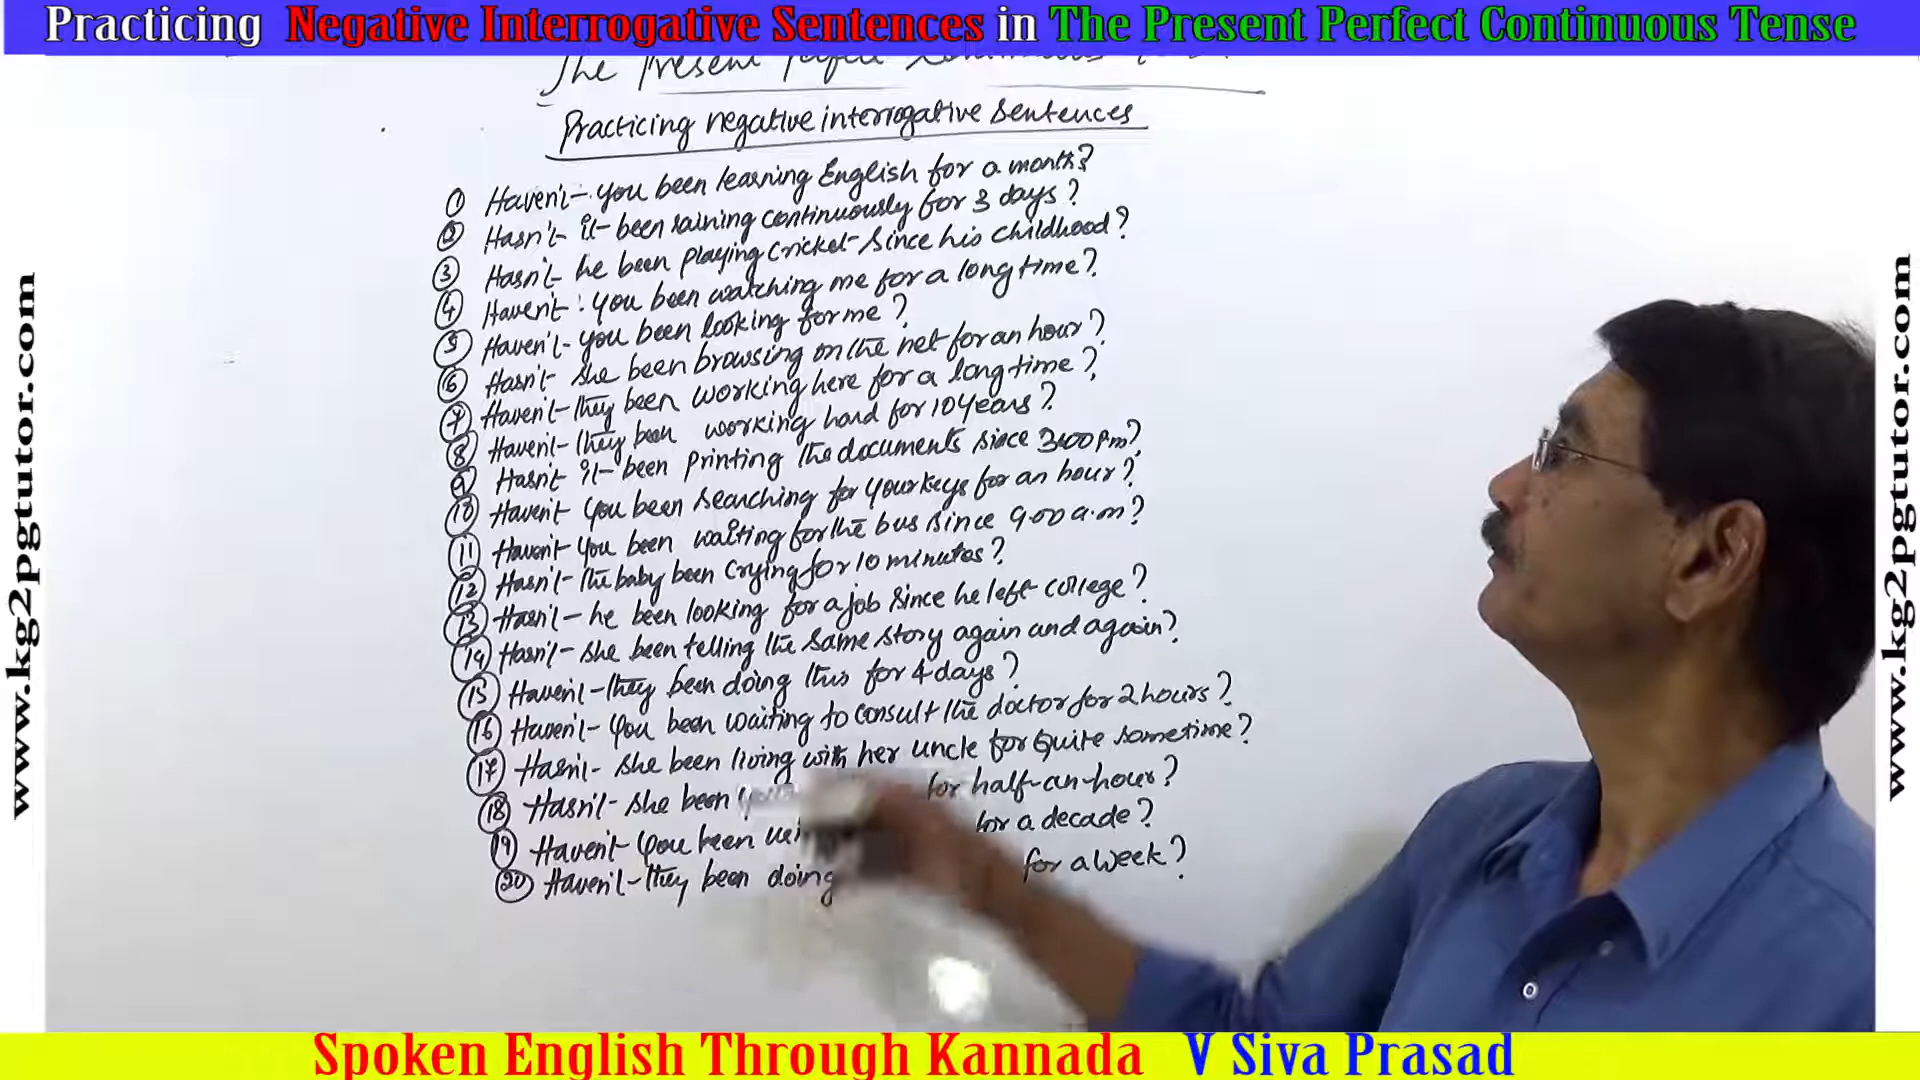 Practicing Negative Interrogative Sentences in The Present Perfect Continuous Tense
The Present Perfect Continuous
Practicing negative interrogative sentences
① Haven't you been learning English for a month?
② Hasn't it been raining continuously for 3 days?
③ Hasn't he been playing cricket since his childhood?
④ Haven't you been watching me for a long time?
⑤ Haven't you been looking for me?
⑥ Hasn't she been browsing on the net for an hour?
⑦ Haven't they been working here for a long time?
⑧ Haven't they been working hard for 10 years?
⑨ Hasn't it been printing the documents since 3:00 pm?
⑩ Haven't you been searching for your keys for an hour?
⑪ Haven't you been waiting for the bus since 9:00 a.m?
⑫ Hasn't the baby been crying for 10 minutes?
⑬ Hasn't he been looking for a job since he left college?
⑭ Hasn't she been telling the same story again and again?
⑮ Haven't they been doing this for 4 days?
⑯ Haven't you been waiting to consult the doctor for 2 hours?
⑰ Hasn't she been living with her uncle for quite sometime?
⑱ Hasn't she been for half-an-hour?
⑲ Haven't you been for a decade?
⑳ Haven't they been doing for a week?
www.kg2pgtutor.com
www.kg2pgtutor.com
Spoken English Through Kannada V Siva Prasad